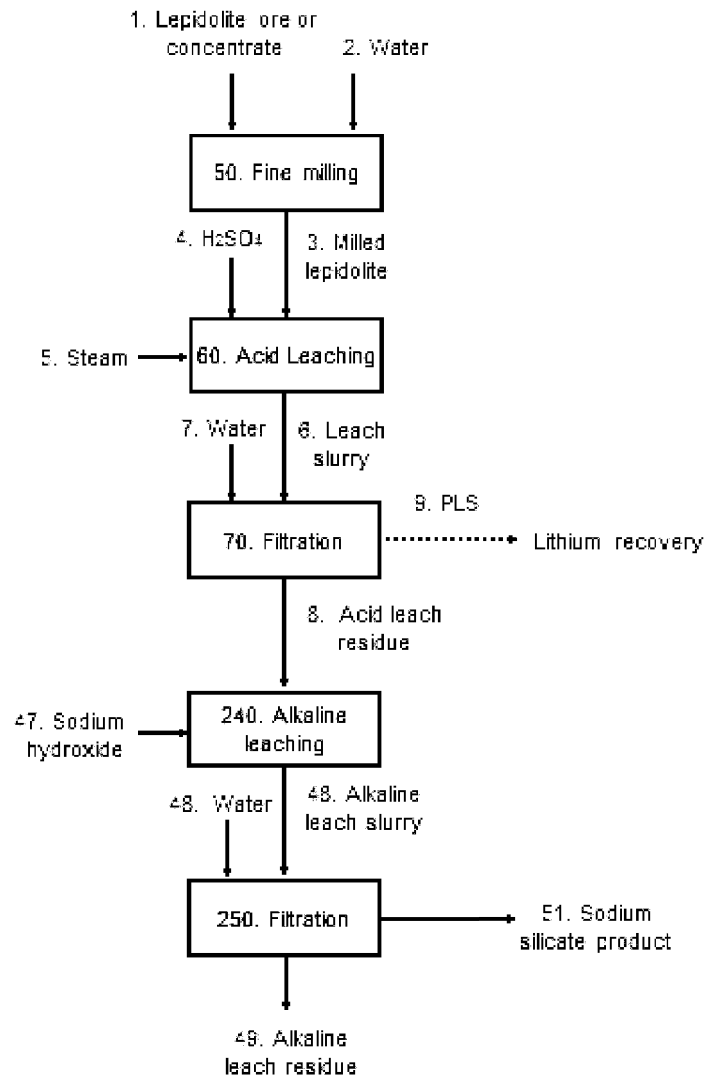 1. Lepidolite ore or
concentrate
2. Water
50. Fine milling
4. H2SO4
3. Milled
lepidolite
5. Steam
60. Acid Leaching
7. Water
6. Leach
slurry
9. PLS
70. Filtration
Lithium recovery
8. Acid leach
residue
47. Sodium
hydroxide
240. Alkaline
leaching
48. Water
48. Alkaline
leach slurry
250. Filtration
51. Sodium
silicate product
49. Alkaline
leach residue